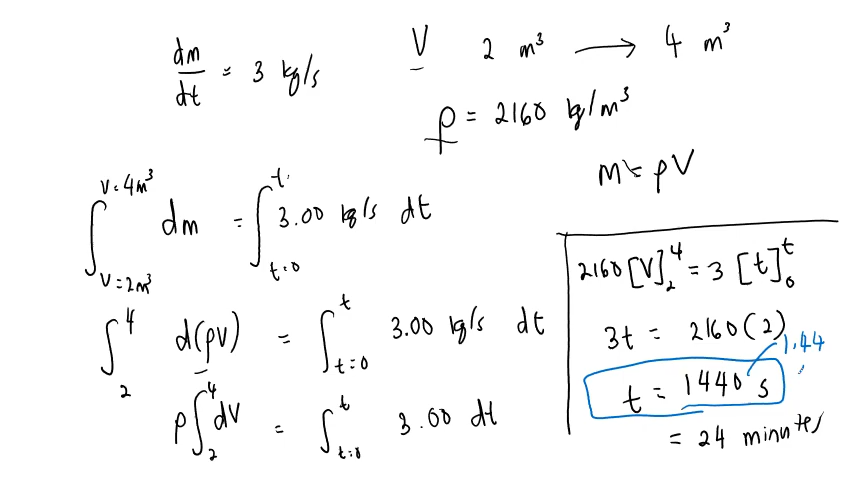 dm/dt = 3 kg/s
V 2 m³ → 4 m³
ρ = 2160 kg/m³
m = ρV
∫_{V=2m³}^{V=4m³} dm = ∫_{t=0}^{t} 3.00 kg/s dt
∫_2^4 d(ρv) = ∫_{t=0}^{t} 3.00 kg/s dt
ρ∫_2^4 dV = ∫_{t=0}^{t} 3.00 dt
2160[V]_2^4 = 3[t]_0^t
3t = 2160(2)
1.44
t = 1440 s
= 24 minutes